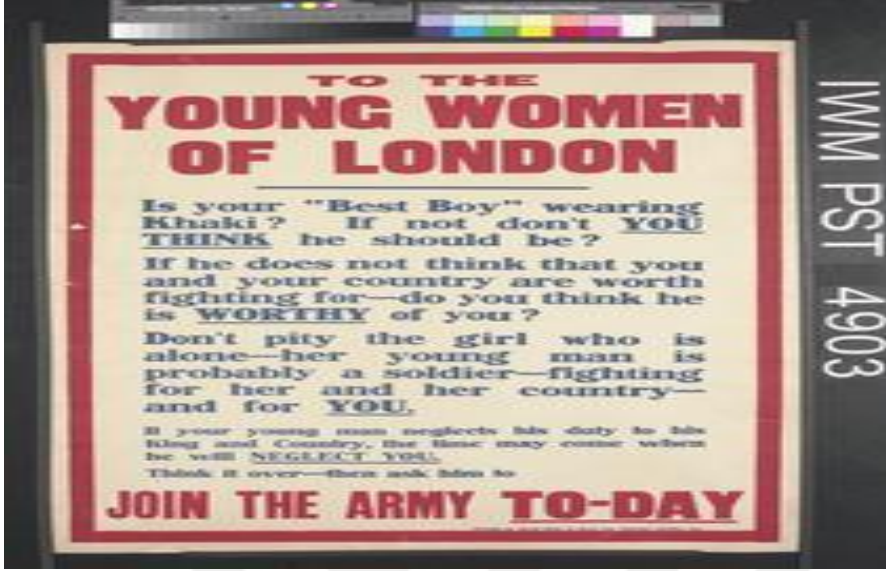 TO THE
YOUNG WOMEN
OF LONDON
Is your "Best Boy" wearing
Khaki? If not don't YOU
THINK he should be?
If he does not think that you
and your country are worth
fighting for—do you think he
is WORTHY of you?
Don't pity the girl who is
alone—her young man is
probably a soldier—fighting
for her and her country—
and for YOU.
If your young man neglects his duty to his
King and Country, the time may come when
he will NEGLECT YOU.
Think it over—then ask him to
JOIN THE ARMY TO-DAY
IWM PST 4903